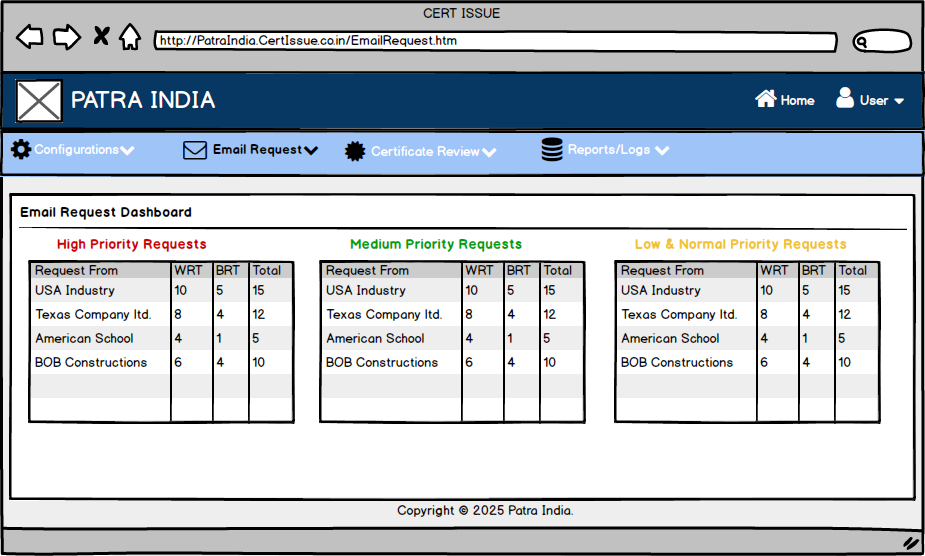 CERT ISSUE
http://PatraIndia.CertIssue.co.in/EmailRequest.htm
PATRA INDIA
Home
User
Configurations
Email Request
Certificate Review
Reports/Logs
Email Request Dashboard
High Priority Requests
Request From WRT BRT Total
USA Industry 10 5 15
Texas Company ltd. 8 4 12
American School 4 1 5
BOB Constructions 6 4 10
Medium Priority Requests
Request From WRT BRT Total
USA Industry 10 5 15
Texas Company ltd. 8 4 12
American School 4 1 5
BOB Constructions 6 4 10
Low & Normal Priority Requests
Request From WRT BRT Total
USA Industry 10 5 15
Texas Company ltd. 8 4 12
American School 4 1 5
BOB Constructions 6 4 10
Copyright © 2025 Patra India.